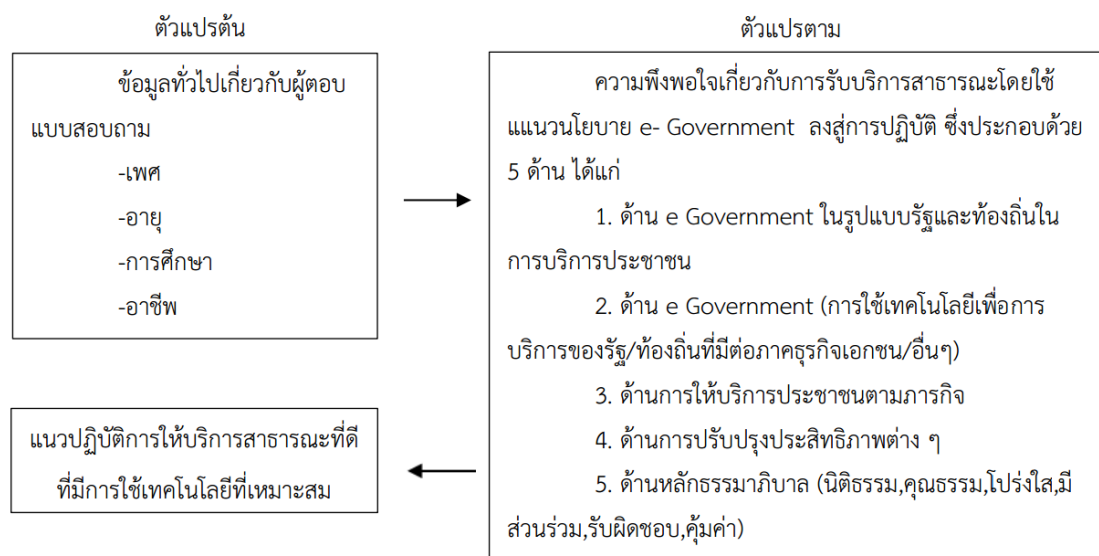 ตัวแปรต้น
ข้อมูลทั่วไปเกี่ยวกับผู้ตอบ
แบบสอบถาม
-เพศ
-อายุ
-การศึกษา
-อาชีพ
แนวปฏิบัติการให้บริการสาธารณะที่ดี
ที่มีการใช้เทคโนโลยีที่เหมาะสม
ตัวแปรตาม
ความพึงพอใจเกี่ยวกับการรับบริการสาธารณะโดยใช้
แแนวนโยบาย e- Government ลงสู่การปฏิบัติ ซึ่งประกอบด้วย
5 ด้าน ได้แก่
1. ด้าน e Government ในรูปแบบรัฐและท้องถิ่นใน
การบริการประชาชน
2. ด้าน e Government (การใช้เทคโนโลยีเพื่อการ
บริการของรัฐ/ท้องถิ่นที่มีต่อภาคธุรกิจเอกชน/อื่นๆ)
3. ด้านการให้บริการประชาชนตามภารกิจ
4. ด้านการปรับปรุงประสิทธิภาพต่าง ๆ
5. ด้านหลักธรรมาภิบาล (นิติธรรม,คุณธรรม,โปร่งใส,มี
ส่วนร่วม,รับผิดชอบ,คุ้มค่า)